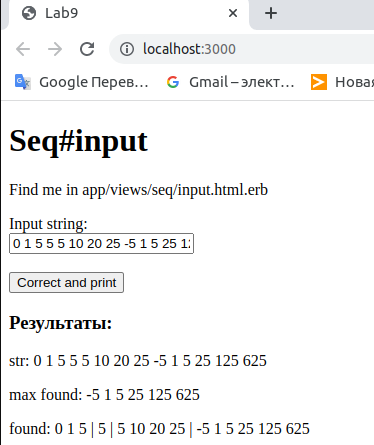 Lab9
localhost:3000
Google Перев…
Gmail – элект…
Новая
Seq#input
Find me in app/views/seq/input.html.erb
Input string:
0 1 5 5 5 10 20 25 -5 1 5 25 12
Correct and print
Результаты:
str: 0 1 5 5 5 10 20 25 -5 1 5 25 125 625
max found: -5 1 5 25 125 625
found: 0 1 5 | 5 | 5 10 20 25 | -5 1 5 25 125 625